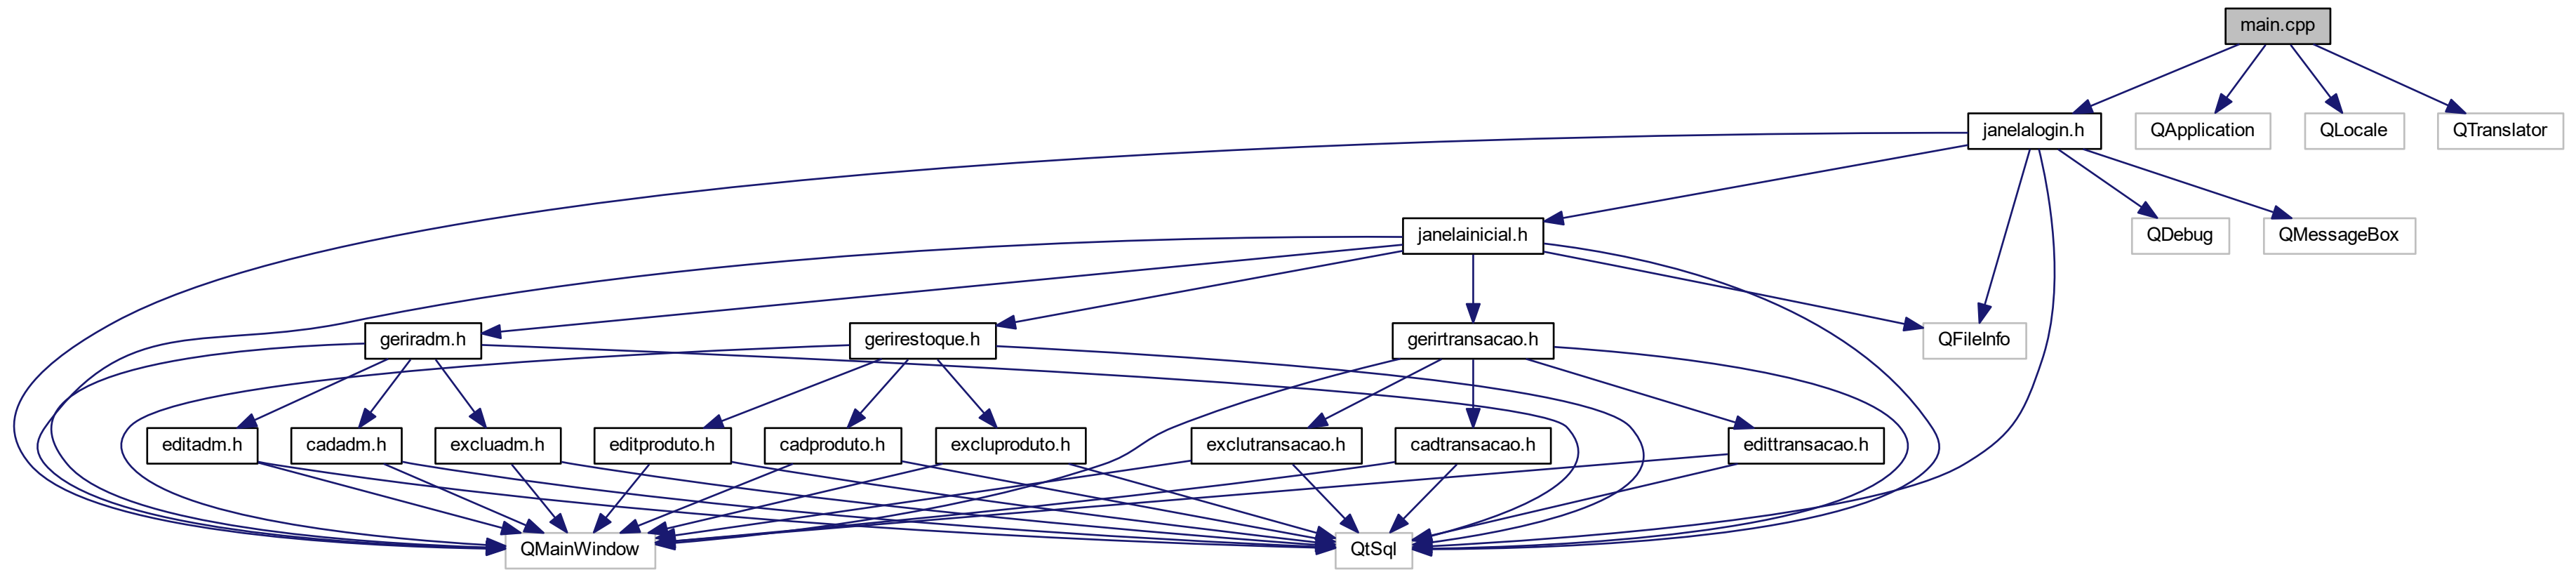 main.cpp
janelalogin.h
QApplication
QLocale
QTranslator
janelainicial.h
QDebug
QMessageBox
geriradm.h
gerirestoque.h
gerirtransacao.h
QFileInfo
editadm.h
cadadm.h
excluadm.h
editproduto.h
cadproduto.h
excluproduto.h
exclutransacao.h
cadtransacao.h
edittransacao.h
QMainWindow
QtSql